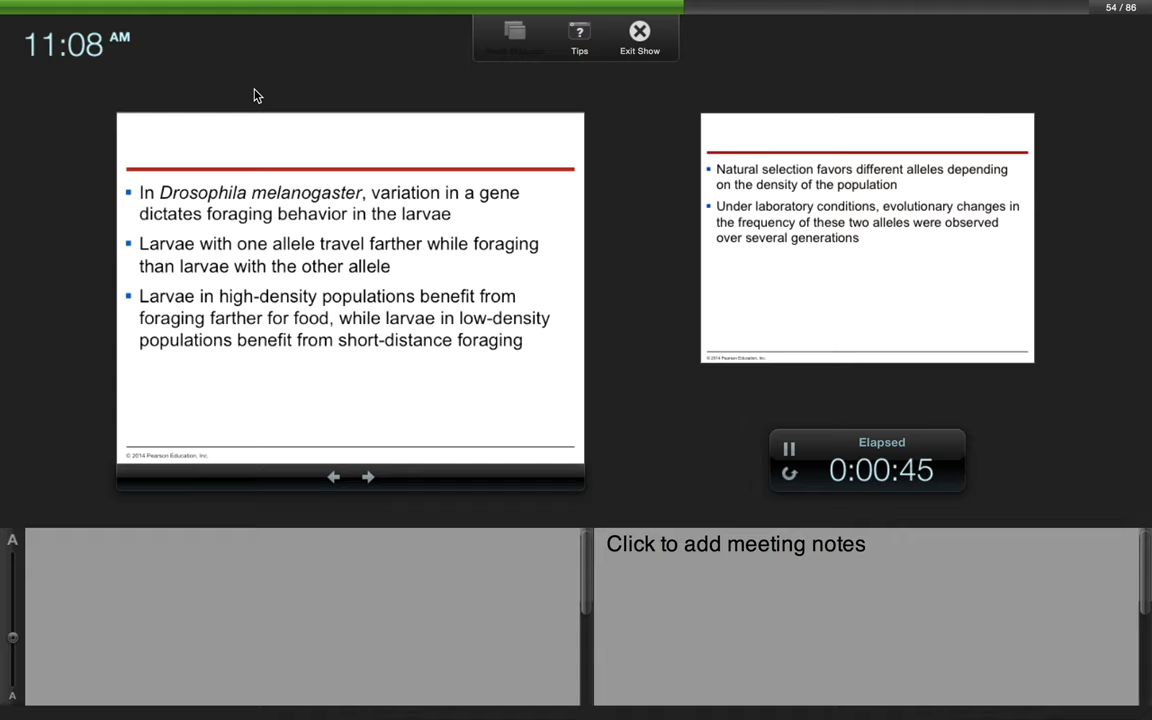 54 / 86
11:08 AM
Tips
Exit Show
In Drosophila melanogaster, variation in a gene
dictates foraging behavior in the larvae
Larvae with one allele travel farther while foraging
than larvae with the other allele
Larvae in high-density populations benefit from
foraging farther for food, while larvae in low-density
populations benefit from short-distance foraging
© 2014 Pearson Education, Inc.
Natural selection favors different alleles depending
on the density of the population
Under laboratory conditions, evolutionary changes in
the frequency of these two alleles were observed
over several generations
© 2014 Pearson Education, Inc.
Elapsed
0:00:45
A
A
Click to add meeting notes